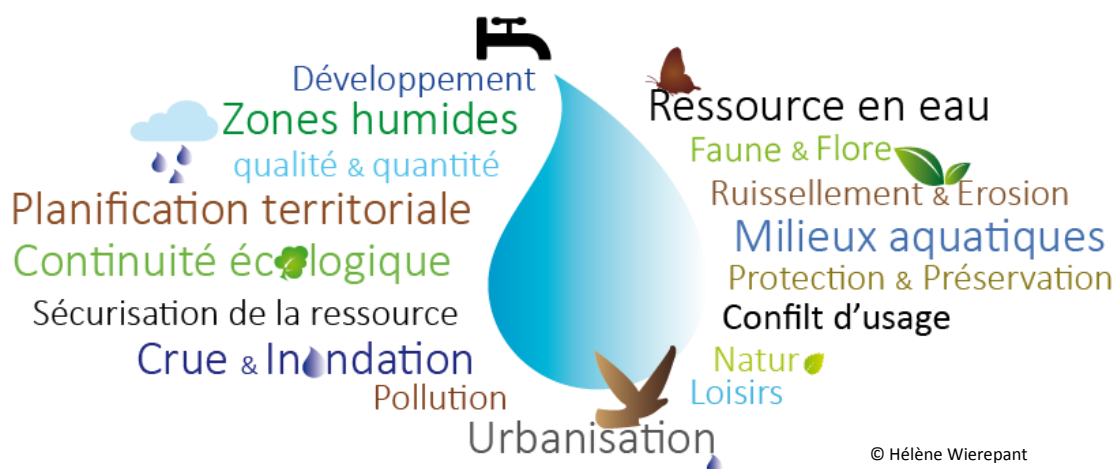 Développement
Zones humides
qualité & quantité
Planification territoriale
Continuité écologique
Sécurisation de la ressource
Crue & Inondation
Pollution
Urbanisation
Ressource en eau
Faune & Flore
Ruissellement & Erosion
Milieux aquatiques
Protection & Préservation
Confilt d’usage
Natur
Loisirs
© Hélène Wierepant